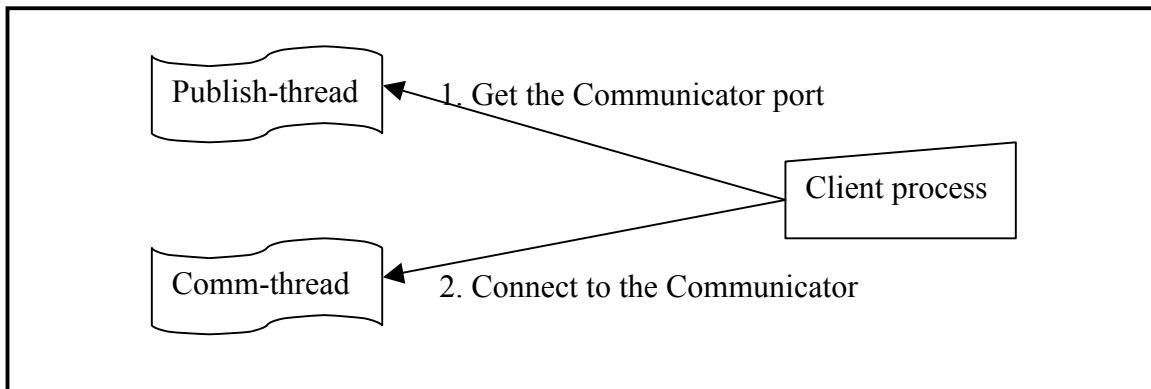 Publish-thread
1. Get the Communicator port
Client process
Comm-thread
2. Connect to the Communicator